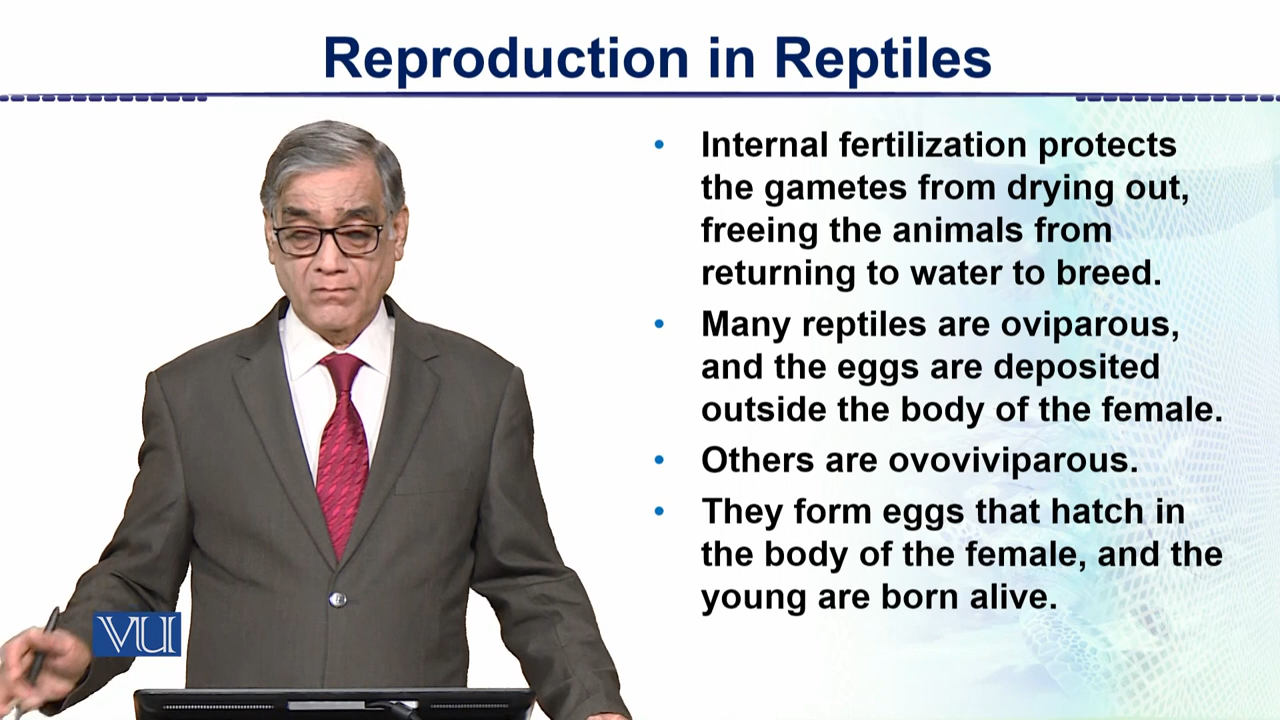 Reproduction in Reptiles
• Internal fertilization protects
the gametes from drying out,
freeing the animals from
returning to water to breed.
• Many reptiles are oviparous,
and the eggs are deposited
outside the body of the female.
• Others are ovoviviparous.
• They form eggs that hatch in
the body of the female, and the
young are born alive.
VU